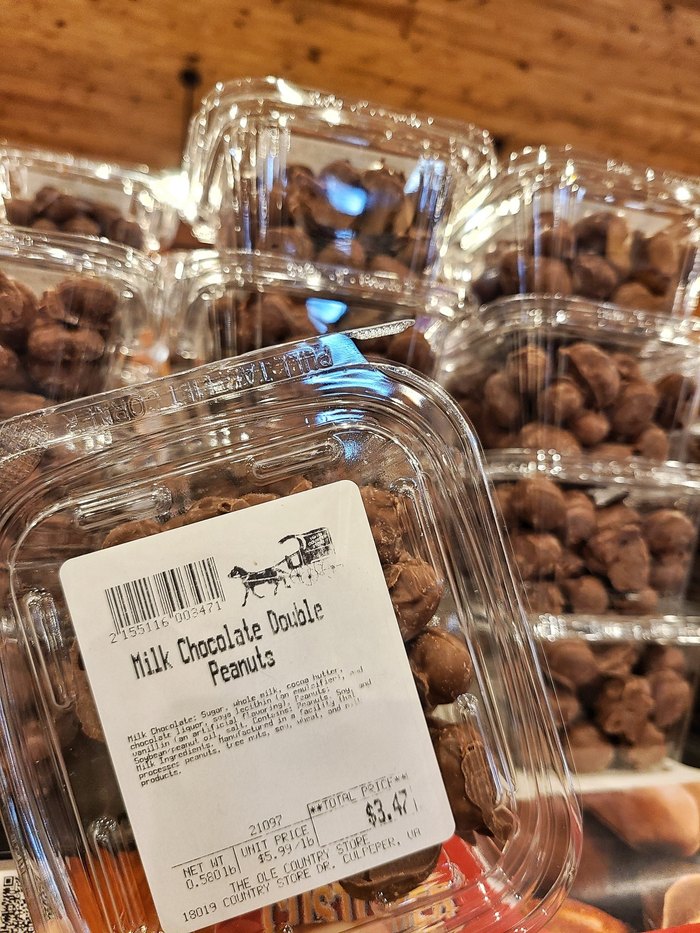 2 155116 003471
Milk Chocolate Double
Peanuts
Milk Chocolate: Sugar, whole milk, cocoa butter,
chocolate liquor, soya lecithin (an emulsifier), and
vanillin (an artificial flavoring), Peanuts,
Soybean/peanut oil, salt. Contains: Peanuts, Soy,
Milk Ingredients. Manufactured in a facility that
processes peanuts, tree nuts, soy, wheat, and milk
products.
21097
NET WT
0.580 lb
UNIT PRICE
$5.99/lb
**TOTAL PRICE**
$3.47
THE OLE COUNTRY STORE
18019 COUNTRY STORE DR. CULPEPER, VA